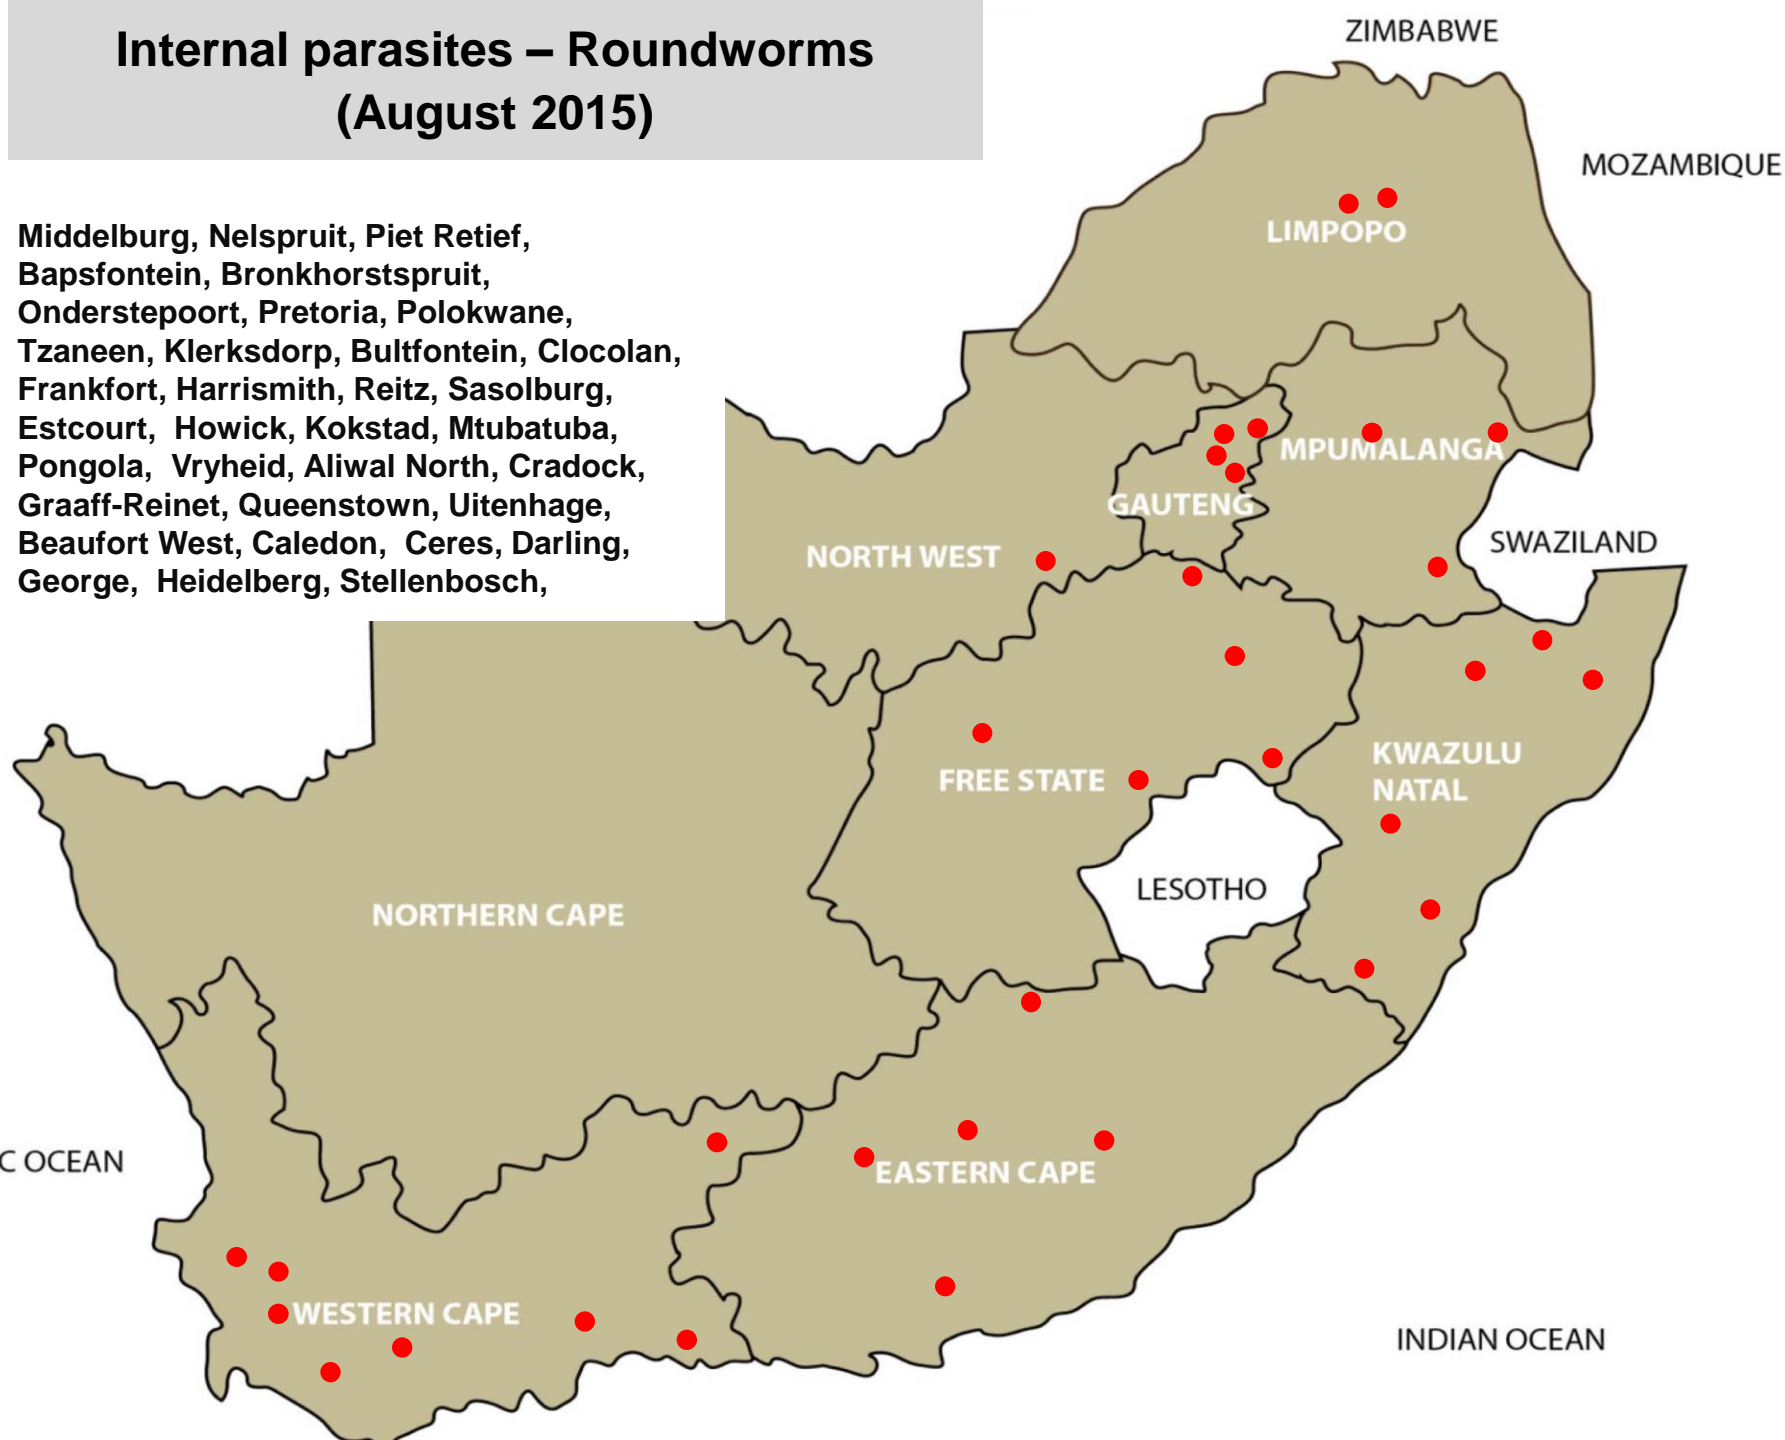 Internal parasites – Roundworms
(August 2015)
Middelburg, Nelspruit, Piet Retief,
Bapsfontein, Bronkhorstspruit,
Onderstepoort, Pretoria, Polokwane,
Tzaneen, Klerksdorp, Bultfontein, Clocolan,
Frankfort, Harrismith, Reitz, Sasolburg,
Estcourt, Howick, Kokstad, Mtubatuba,
Pongola, Vryheid, Aliwal North, Cradock,
Graaff-Reinet, Queenstown, Uitenhage,
Beaufort West, Caledon, Ceres, Darling,
George, Heidelberg, Stellenbosch,
ZIMBABWE
MOZAMBIQUE
LIMPOPO
MPUMALANGA
GAUTENG
NORTH WEST
SWAZILAND
KWAZULU
NATAL
FREE STATE
LESOTHO
NORTHERN CAPE
C OCEAN
EASTERN CAPE
WESTERN CAPE
INDIAN OCEAN